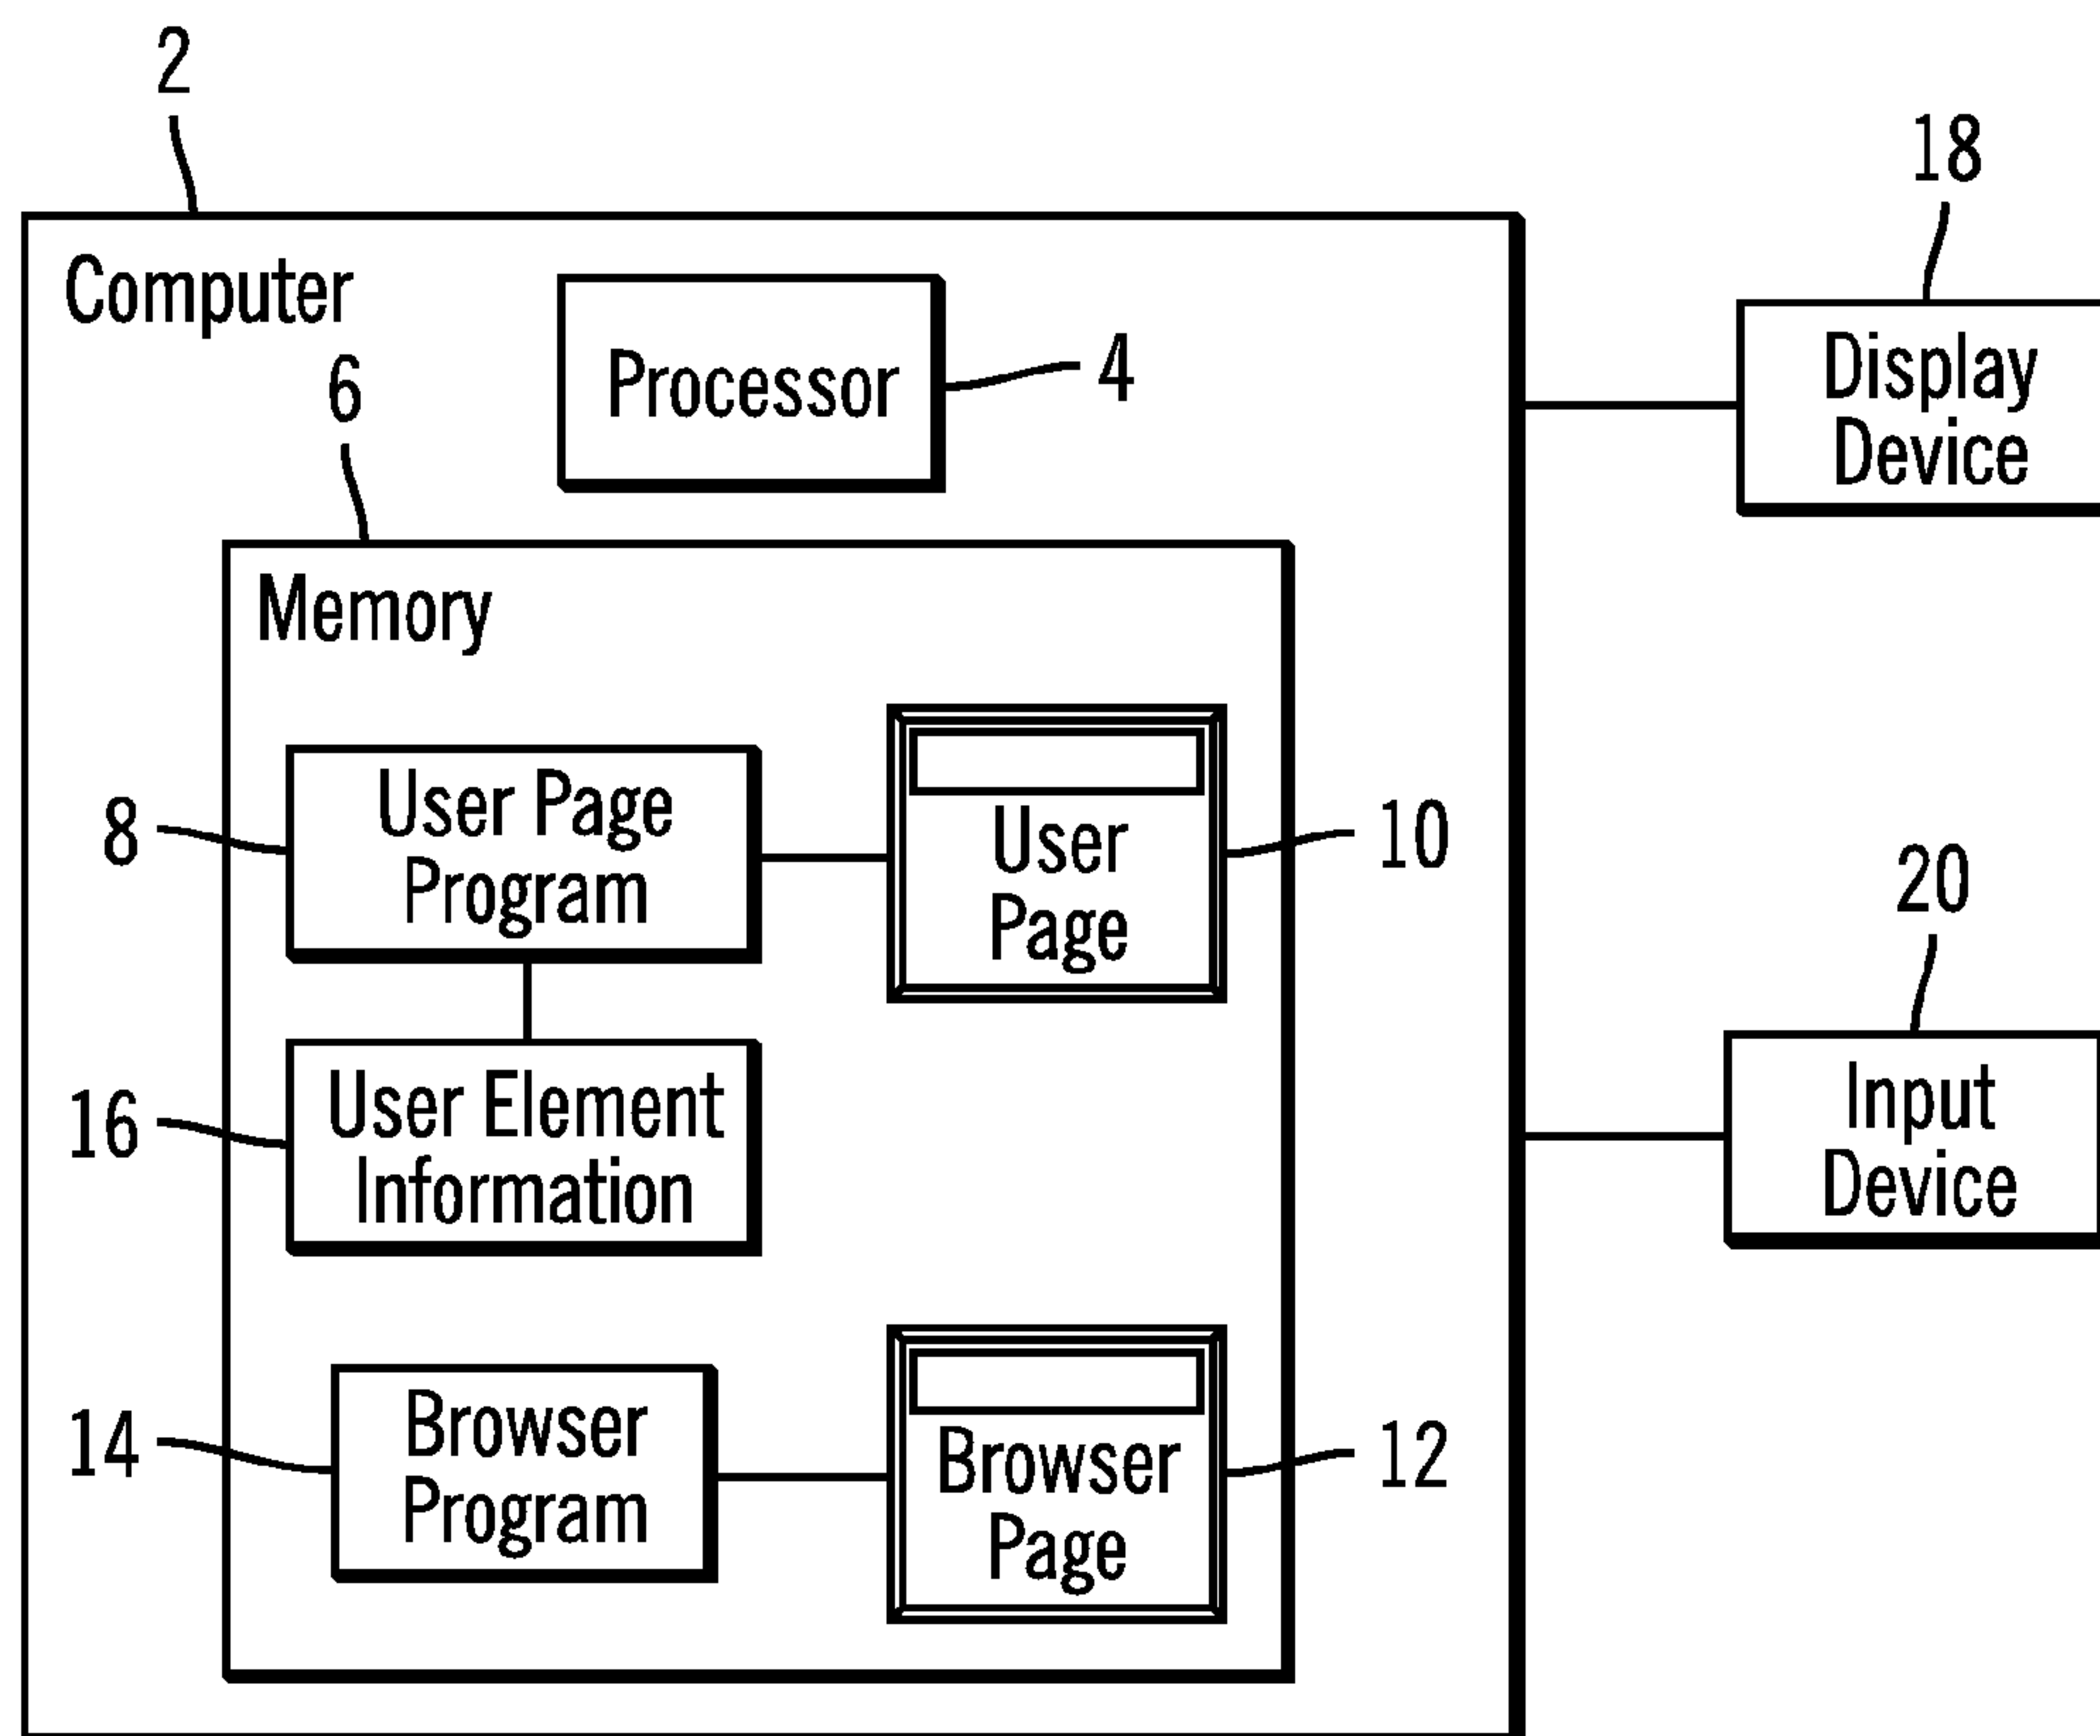 2
18
Computer
Processor
4
6
Display
Device
Memory
8
User Page
Program
User
Page
10
20
16
User Element
Information
Input
Device
14
Browser
Program
Browser
Page
12